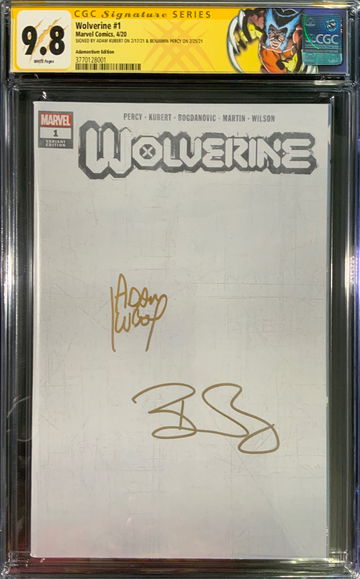 CGC Signature SERIES
9.8
WHITE Pages
Wolverine #1
Marvel Comics, 4/20
SIGNED BY ADAM KUBERT ON 2/17/21 & BENJAMIN PERCY ON 2/25/21
Adamantium Edition
3770128001
CGC
MARVEL
1
VARIANT
EDITION
PERCY · KUBERT · BOGDANOVIC · MARTIN · WILSON
WOLVERINE
ADAM